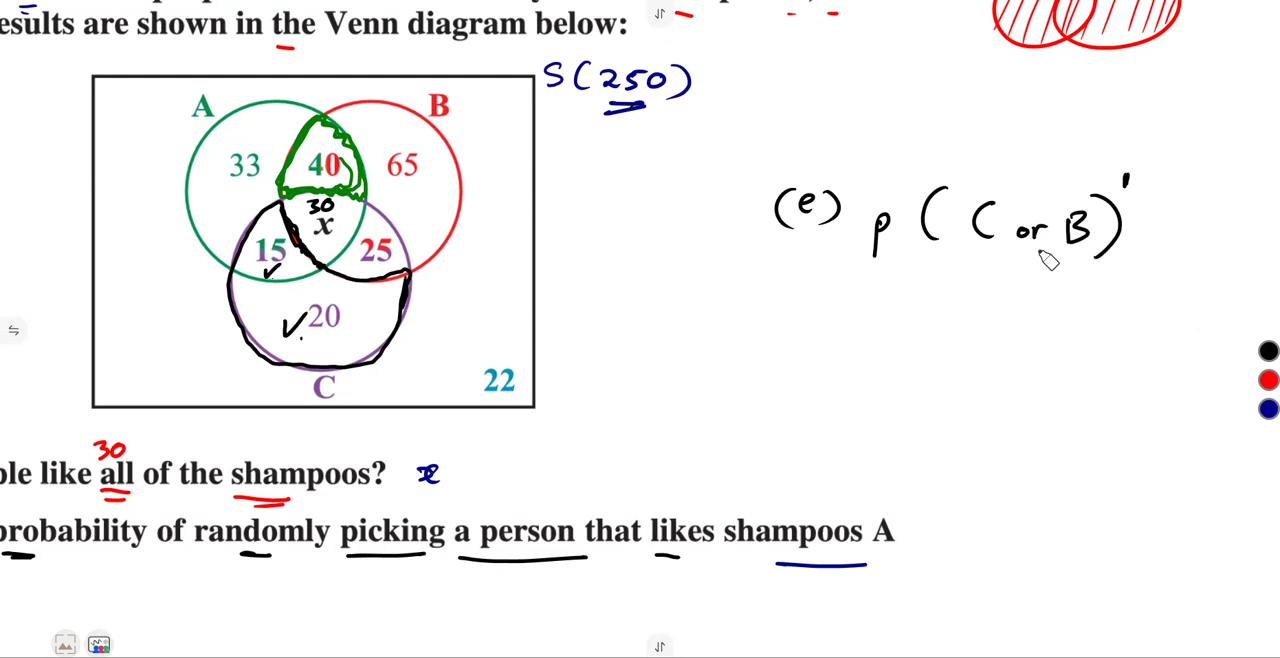 esults are shown in the Venn diagram below:
S(250)
A
B
33
40
65
30
x
15
25
20
C
22
(e) p ( C or B )'
30
ple like all of the shampoos? x
probability of randomly picking a person that likes shampoos A